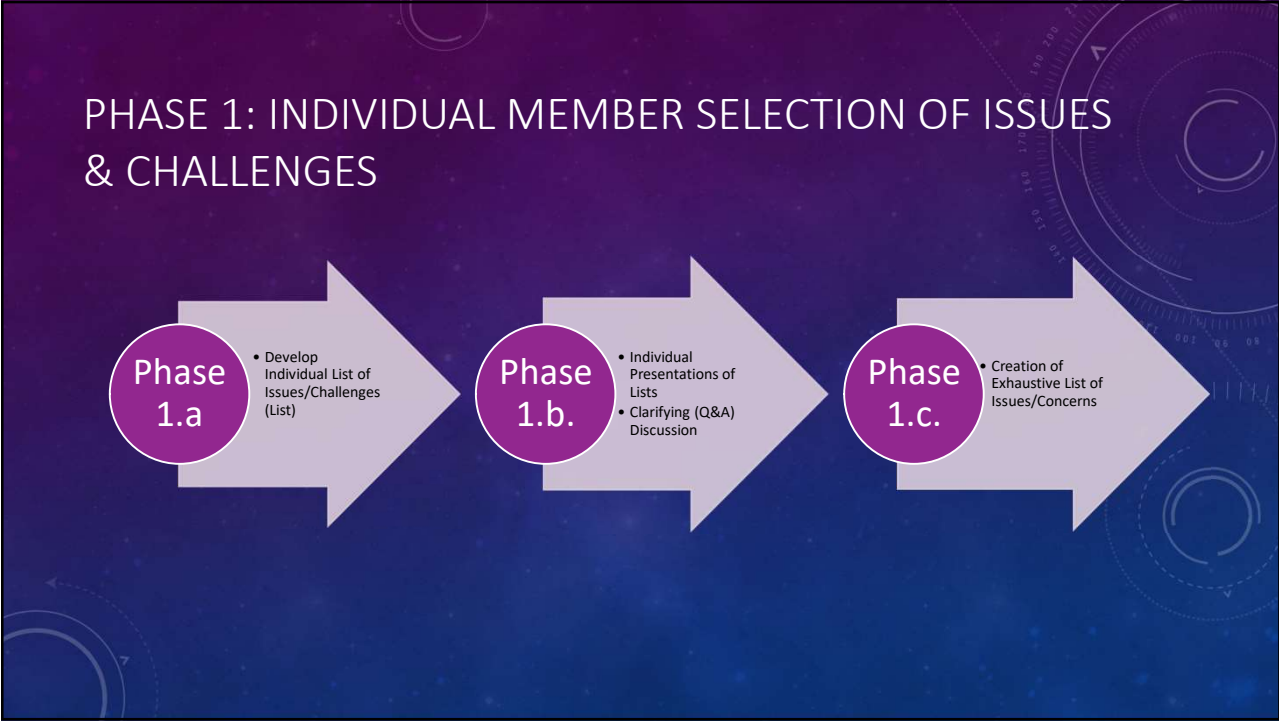 PHASE 1: INDIVIDUAL MEMBER SELECTION OF ISSUES
& CHALLENGES
Phase
1.a
• Develop
Individual List of
Issues/Challenges
(List)
Phase
1.b.
• Individual
Presentations of
Lists
• Clarifying (Q&A)
Discussion
Phase
1.c.
• Creation of
Exhaustive List of
Issues/Concerns